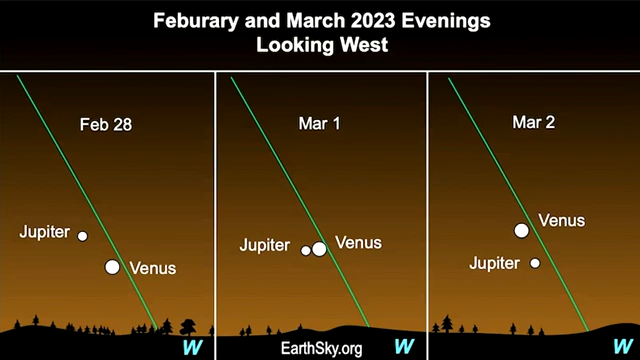 Feburary and March 2023 Evenings
Looking West
Feb 28
Jupiter
Venus
W
Mar 1
Jupiter
Venus
EarthSky.org
W
Mar 2
Venus
Jupiter
W